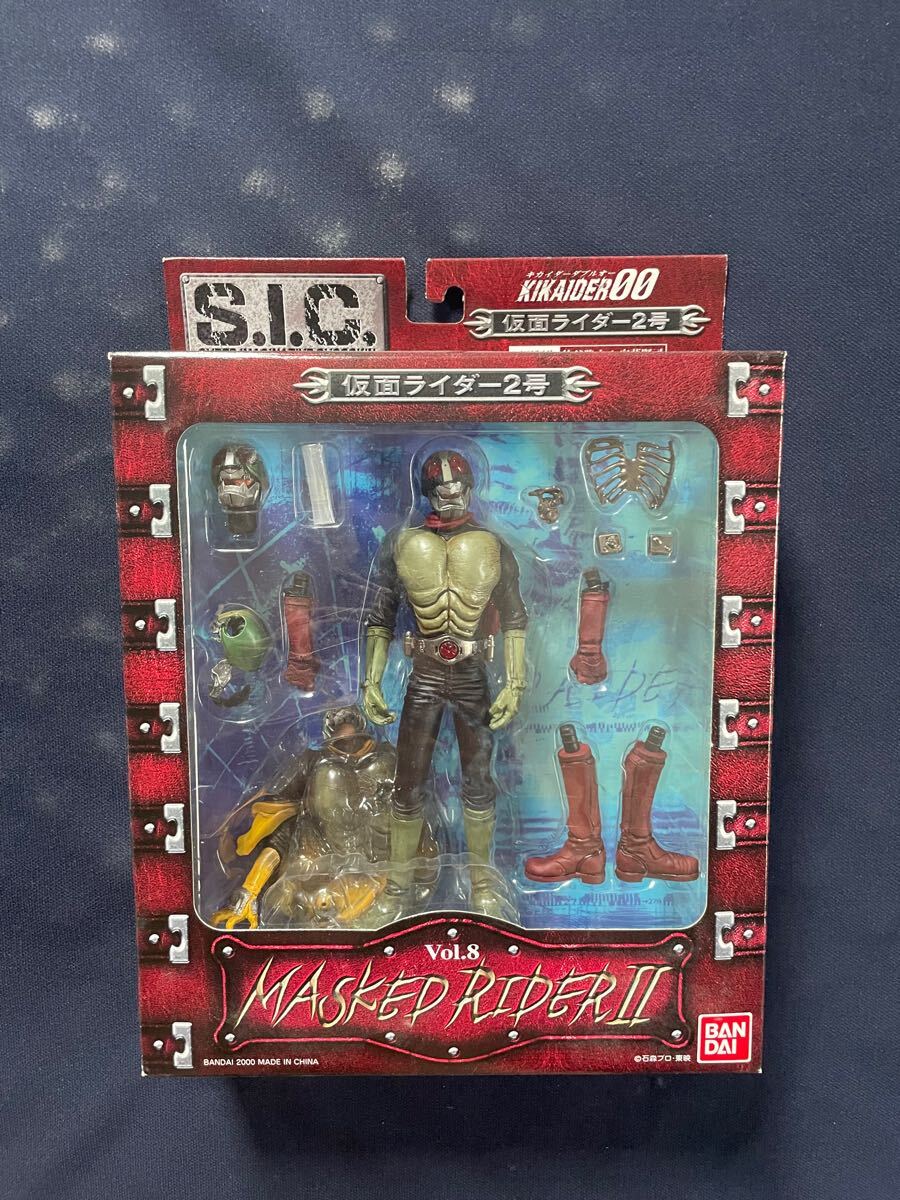 S.I.C.
キカイダーダブルオー
KIKAIDER00
仮面ライダー2号
仮面ライダー2号
Vol.8
MASKED RIDER II
BANDAI 2000 MADE IN CHINA
©石森プロ・東映
BAN
DAI